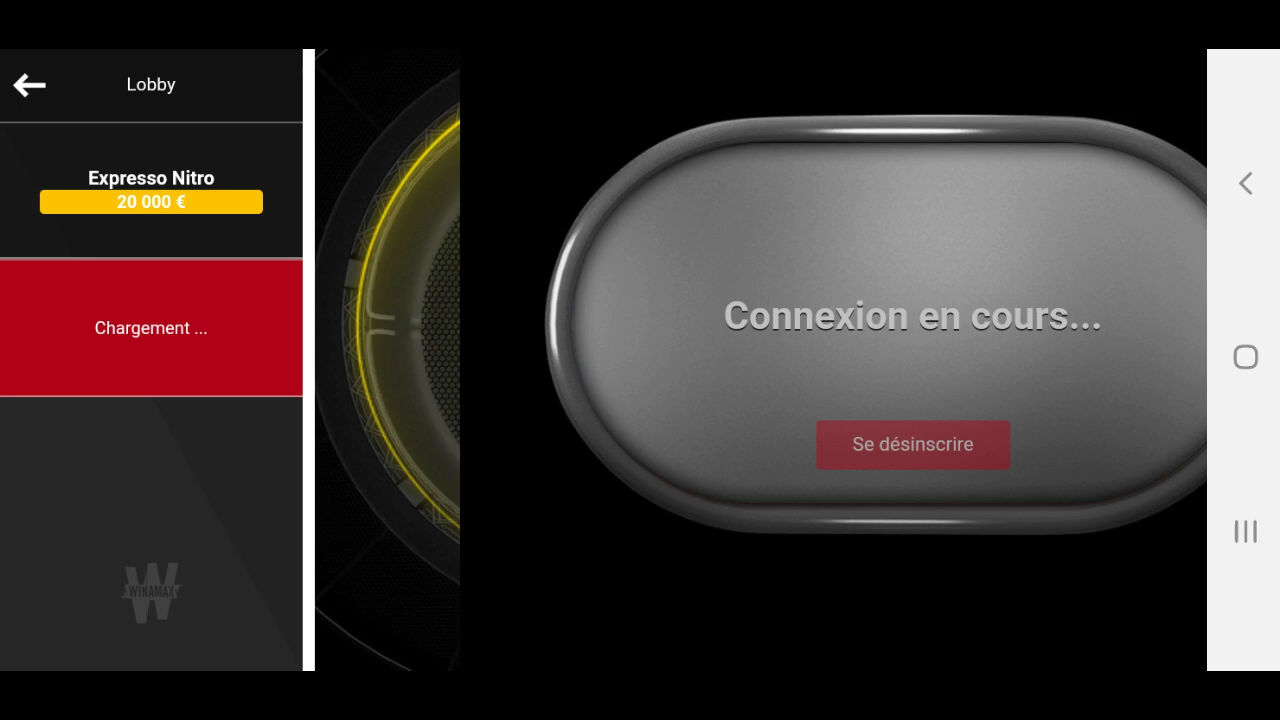 Lobby
Expresso Nitro
20 000 €
Chargement ...
WINAMAX
Connexion en cours...
Se désinscrire